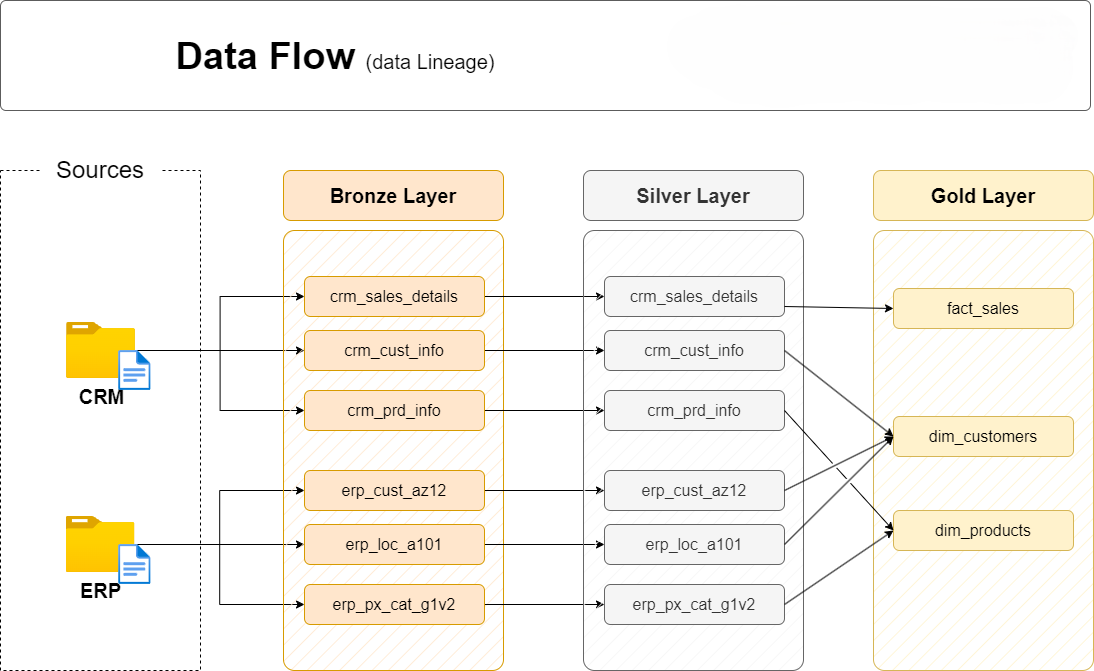 Data Flow (data Lineage)
Sources
Bronze Layer
Silver Layer
Gold Layer
crm_sales_details
crm_sales_details
fact_sales
crm_cust_info
crm_cust_info
CRM
crm_prd_info
crm_prd_info
dim_customers
erp_cust_az12
erp_cust_az12
dim_products
erp_loc_a101
erp_loc_a101
ERP
erp_px_cat_g1v2
erp_px_cat_g1v2